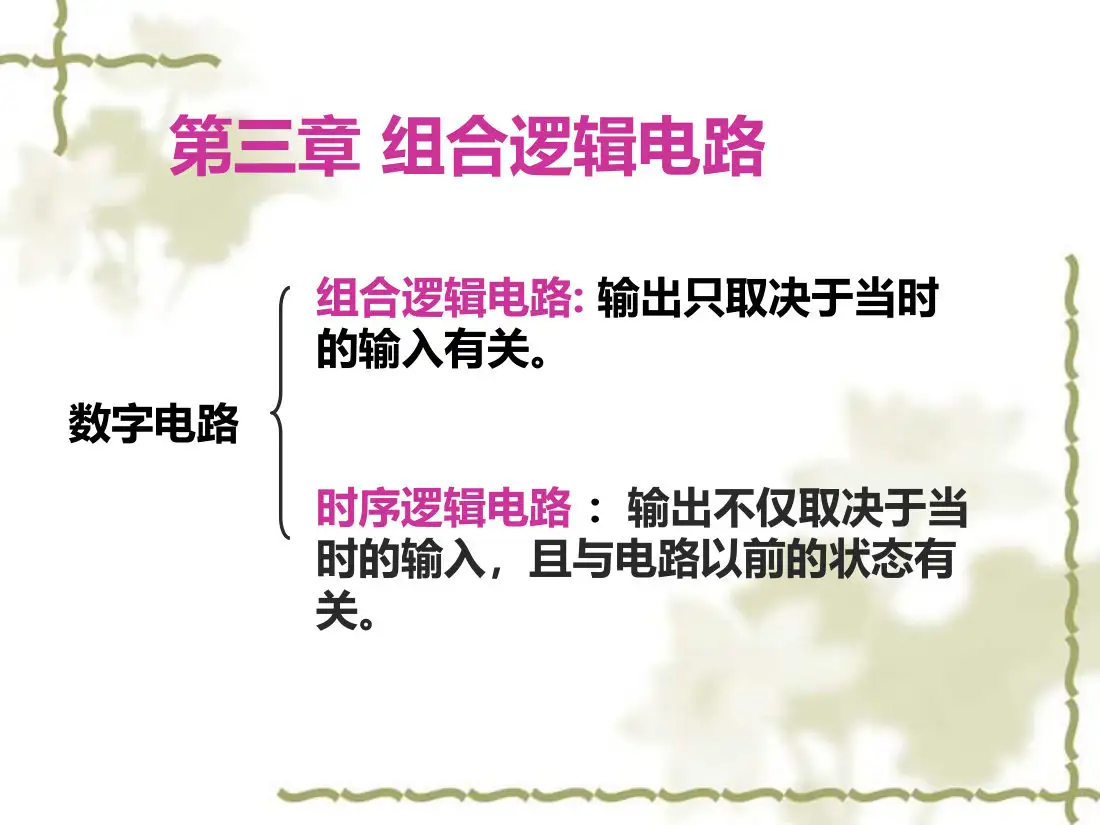 第三章 组合逻辑电路
组合逻辑电路: 输出只取决于当时
的输入有关。
数字电路
时序逻辑电路 ： 输出不仅取决于当
时的输入，且与电路以前的状态有
关。